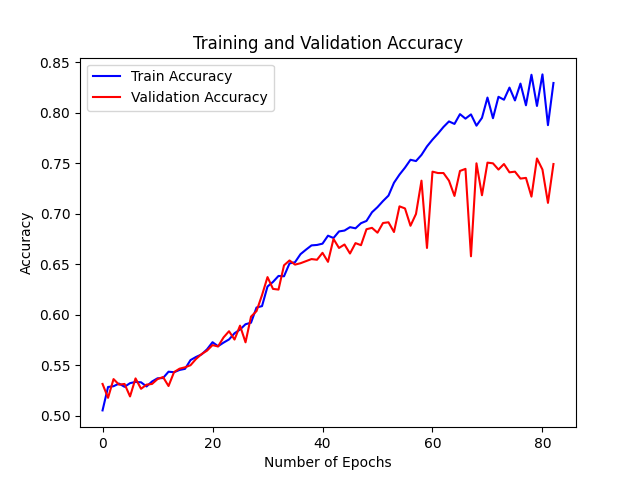 Training and Validation Accuracy
Train Accuracy
Validation Accuracy
0.85
0.80
0.75
0.70
0.65
0.60
0.55
0.50
Accuracy
0 20 40 60 80
Number of Epochs